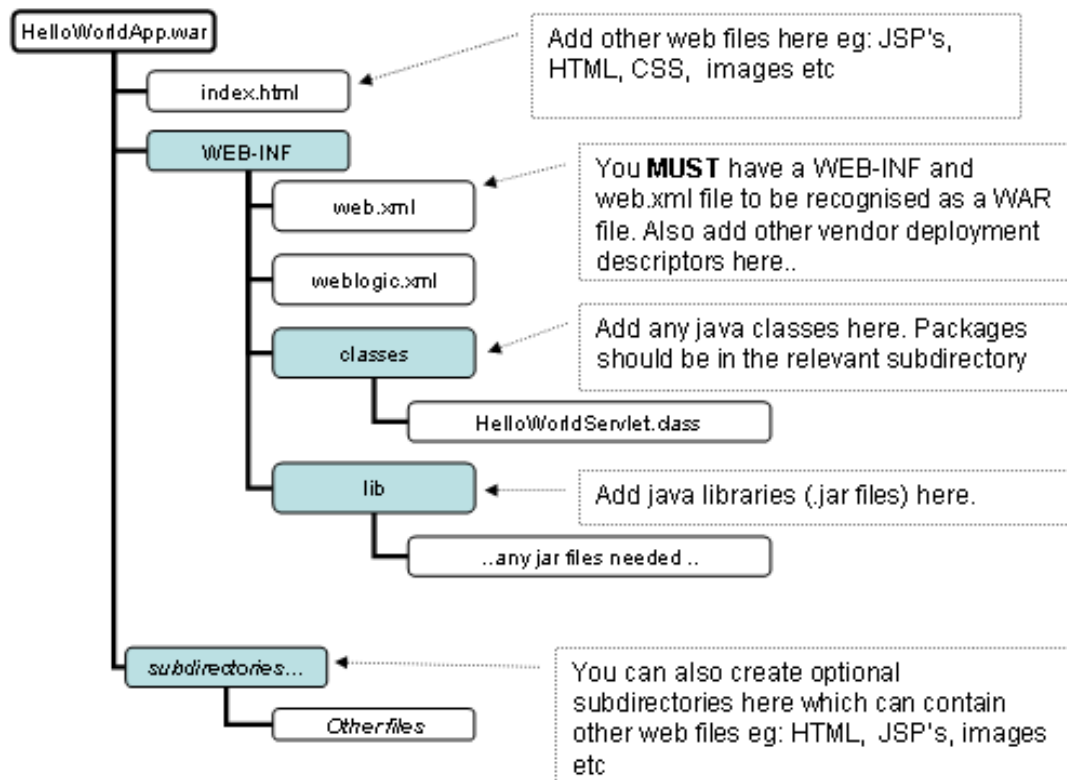 HelloWorldApp.war
Add other web files here eg: JSP's,
HTML, CSS, images etc
index.html
WEB-INF
You MUST have a WEB-INF and
web.xml file to be recognised as a WAR
file. Also add other vendor deployment
descriptors here..
web.xml
weblogic.xml
Add any java classes here. Packages
should be in the relevant subdirectory
classes
HelloWorldServlet.class
lib
Add java libraries (.jar files) here.
..any jar files needed ..
subdirectories...
You can also create optional
subdirectories here which can contain
other web files eg: HTML, JSP's, images
etc
Other files